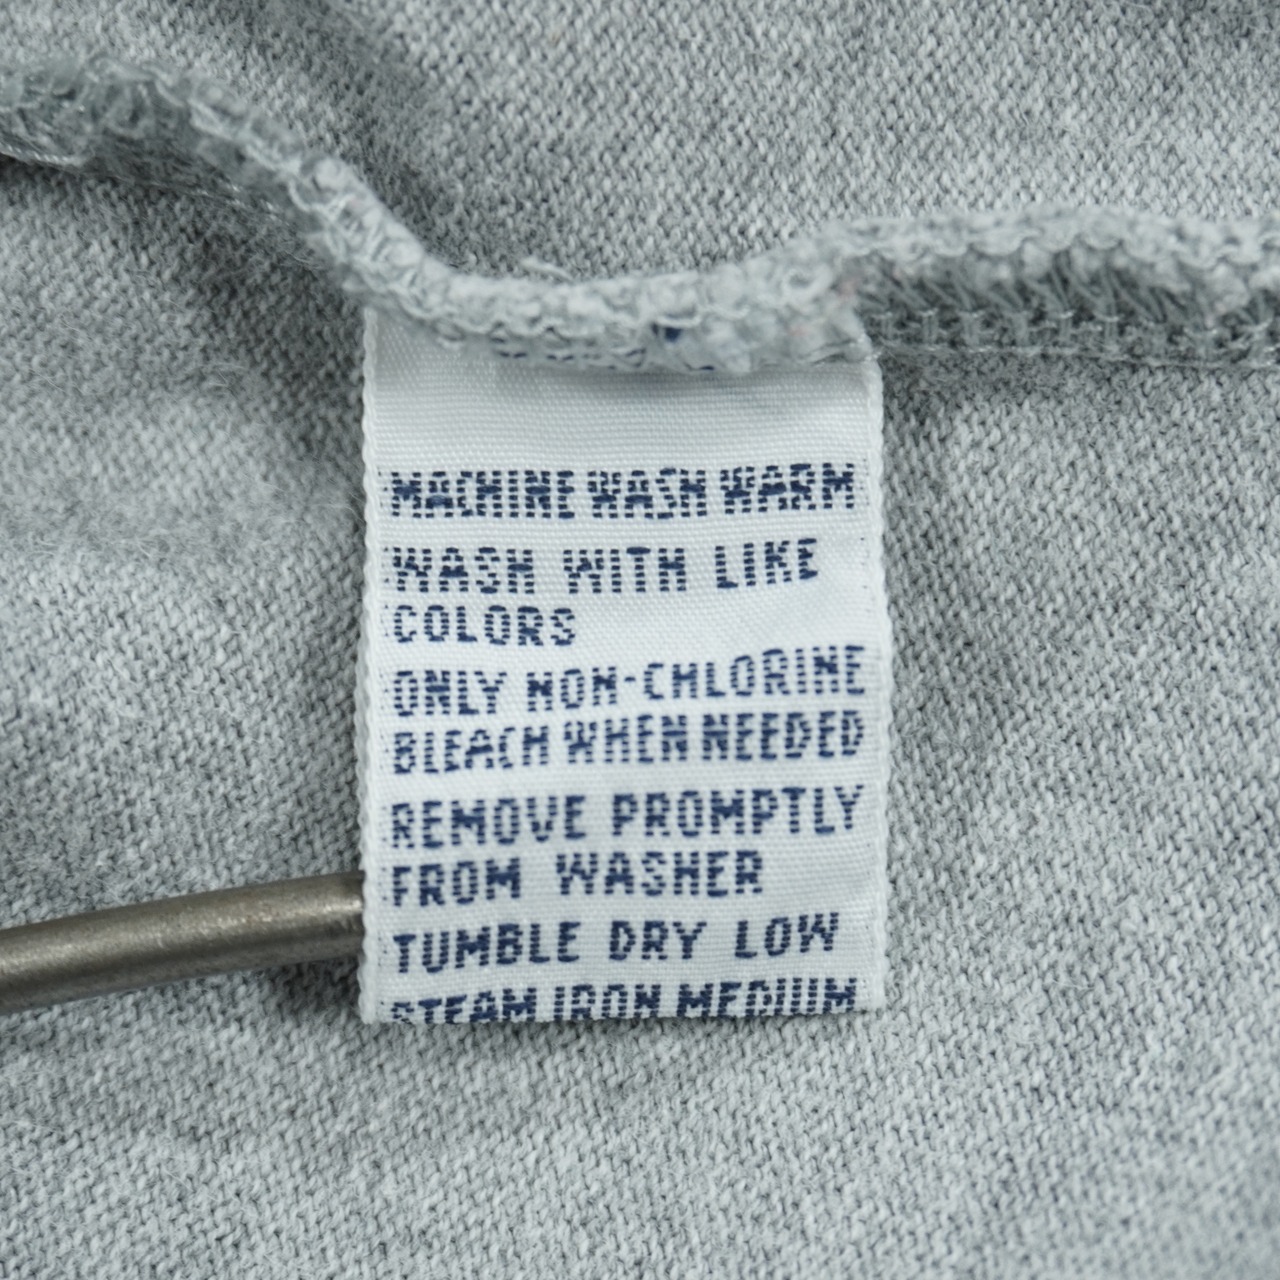 MACHINE WASH WARM
WASH WITH LIKE
COLORS
ONLY NON-CHLORINE
BLEACH WHEN NEEDED
REMOVE PROMPTLY
FROM WASHER
TUMBLE DRY LOW
STEAM IRON MEDIUM